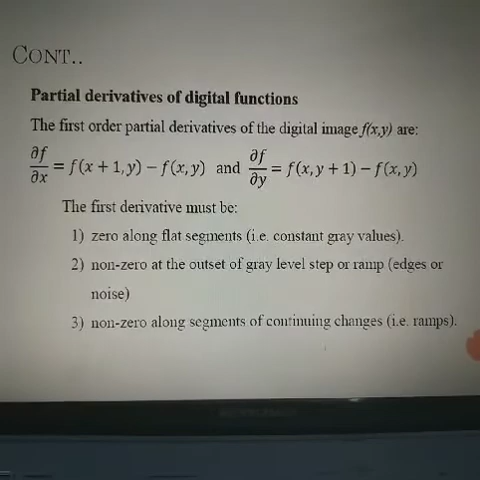 CONT..
Partial derivatives of digital functions
The first order partial derivatives of the digital image f(x,y) are:
∂f/∂x = f(x + 1, y) − f(x, y) and ∂f/∂y = f(x, y + 1) − f(x, y)
The first derivative must be:
1) zero along flat segments (i.e. constant gray values).
2) non-zero at the outset of gray level step or ramp (edges or
noise)
3) non-zero along segments of continuing changes (i.e. ramps).